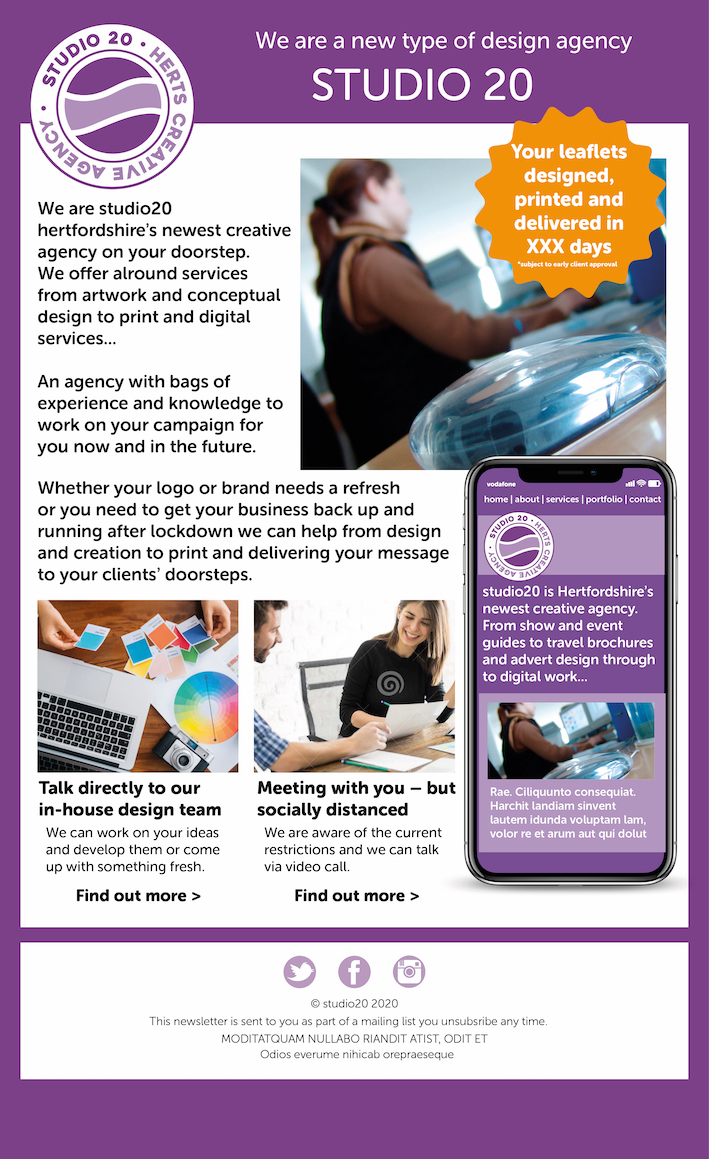 STUDIO 20 • HERTS CREATIVE AGENCY •
We are a new type of design agency
STUDIO 20
Your leaflets
designed,
printed and
delivered in
XXX days
*subject to early client approval
We are studio20
hertfordshire's newest creative
agency on your doorstep.
We offer alround services
from artwork and conceptual
design to print and digital
services...
An agency with bags of
experience and knowledge to
work on your campaign for
you now and in the future.
Whether your logo or brand needs a refresh
or you need to get your business back up and
running after lockdown we can help from design
and creation to print and delivering your message
to your clients' doorsteps.
vodafone
home | about | services | portfolio | contact
STUDIO 20 • HERTS CREATIVE AGENCY •
studio20 is Hertfordshire's
newest creative agency.
From show and event
guides to travel brochures
and advert design through
to digital work...
Rae. Ciliquunto consequiat.
Harchit landiam sinvent
lautem idunda voluptam lam,
volor re et arum aut qui dolut
Talk directly to our
in-house design team
We can work on your ideas
and develop them or come
up with something fresh.
Find out more >
Meeting with you – but
socially distanced
We are aware of the current
restrictions and we can talk
via video call.
Find out more >
© studio20 2020
This newsletter is sent to you as part of a mailing list you unsubsribe any time.
MODITATQUAM NULLABO RIANDIT ATIST, ODIT ET
Odios everume nihicab orepraeseque